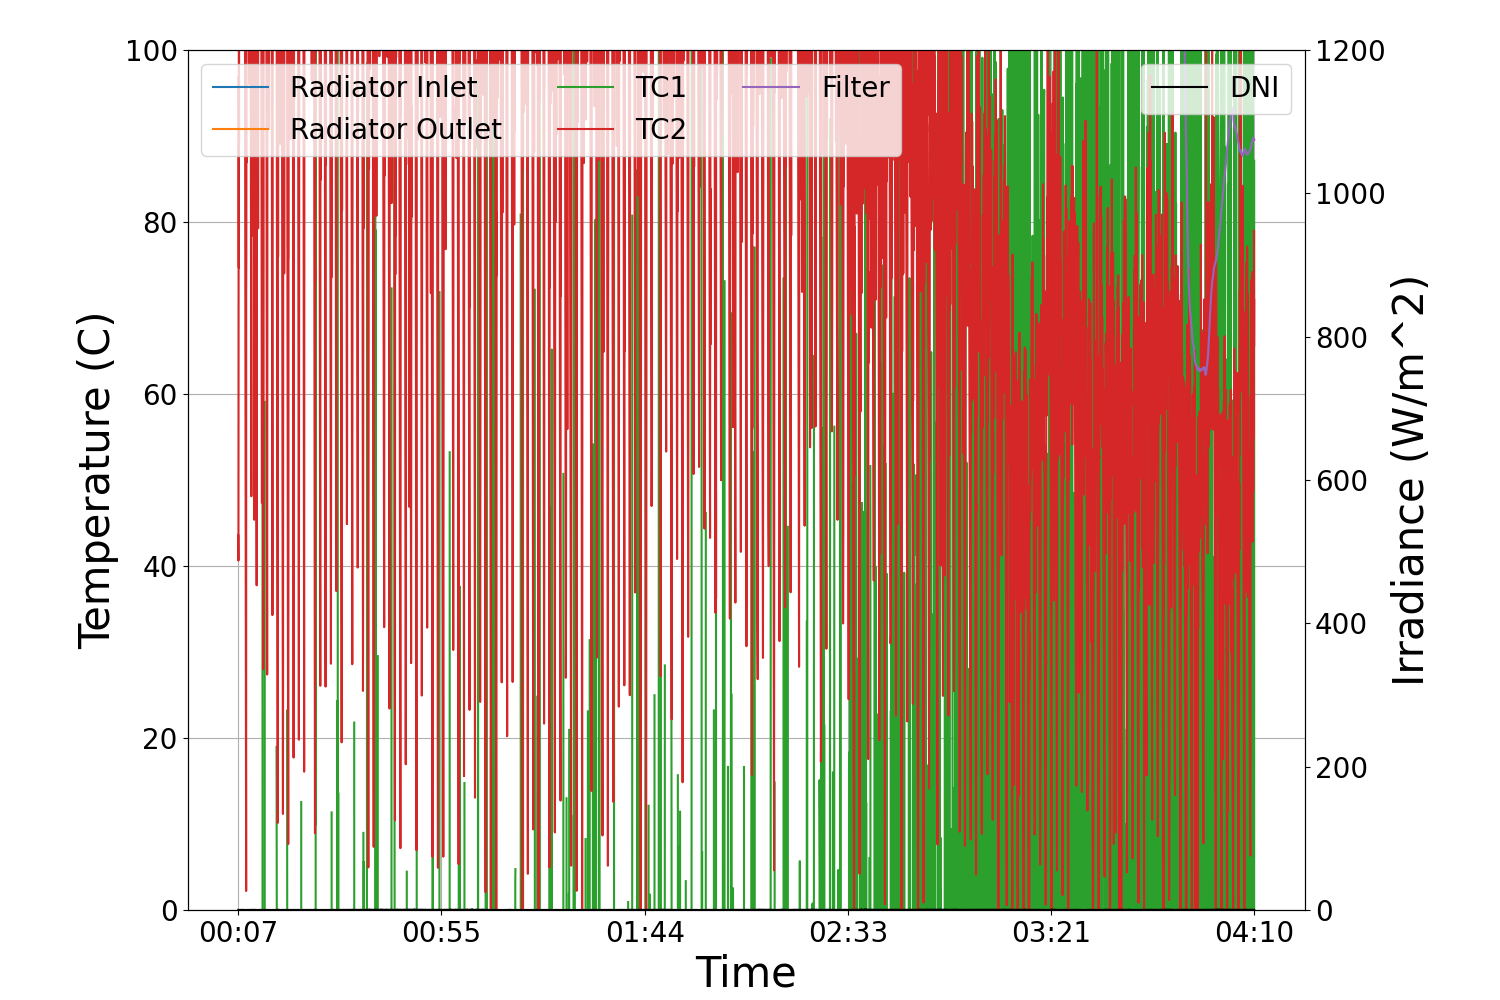 100
80
60
40
20
0
Temperature (C)
Radiator Inlet
Radiator Outlet
TC1
TC2
Filter
DNI
1200
1000
800
600
400
200
0
Irradiance (W/m^2)
00:07
00:55
01:44
02:33
03:21
04:10
Time